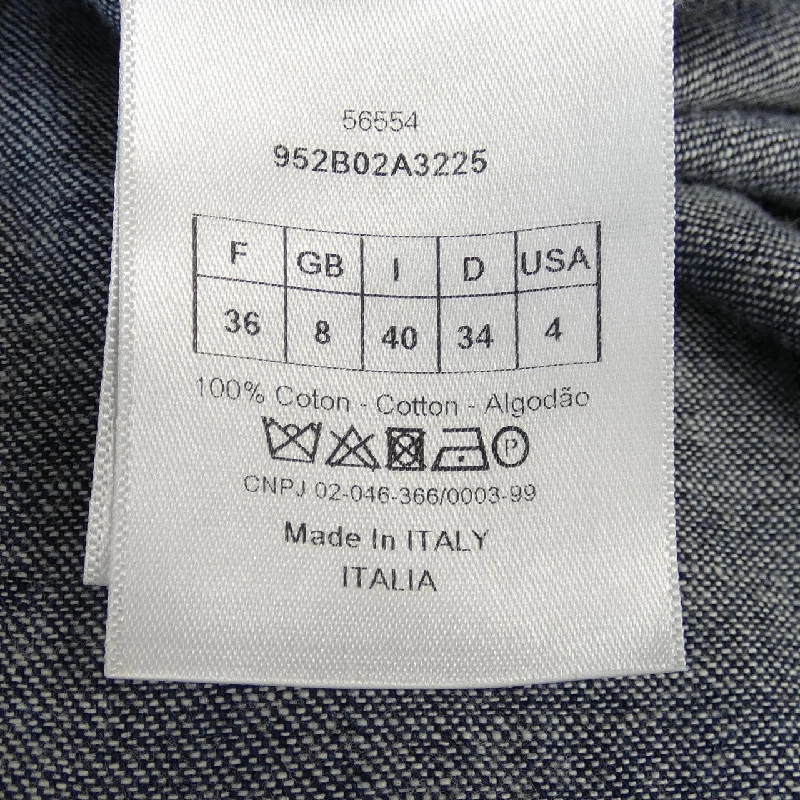 56554
952B02A3225
F GB I D USA
36 8 40 34 4
100% Coton - Cotton - Algodão
P
CNPJ 02-046-366/0003-99
Made In ITALY
ITALIA